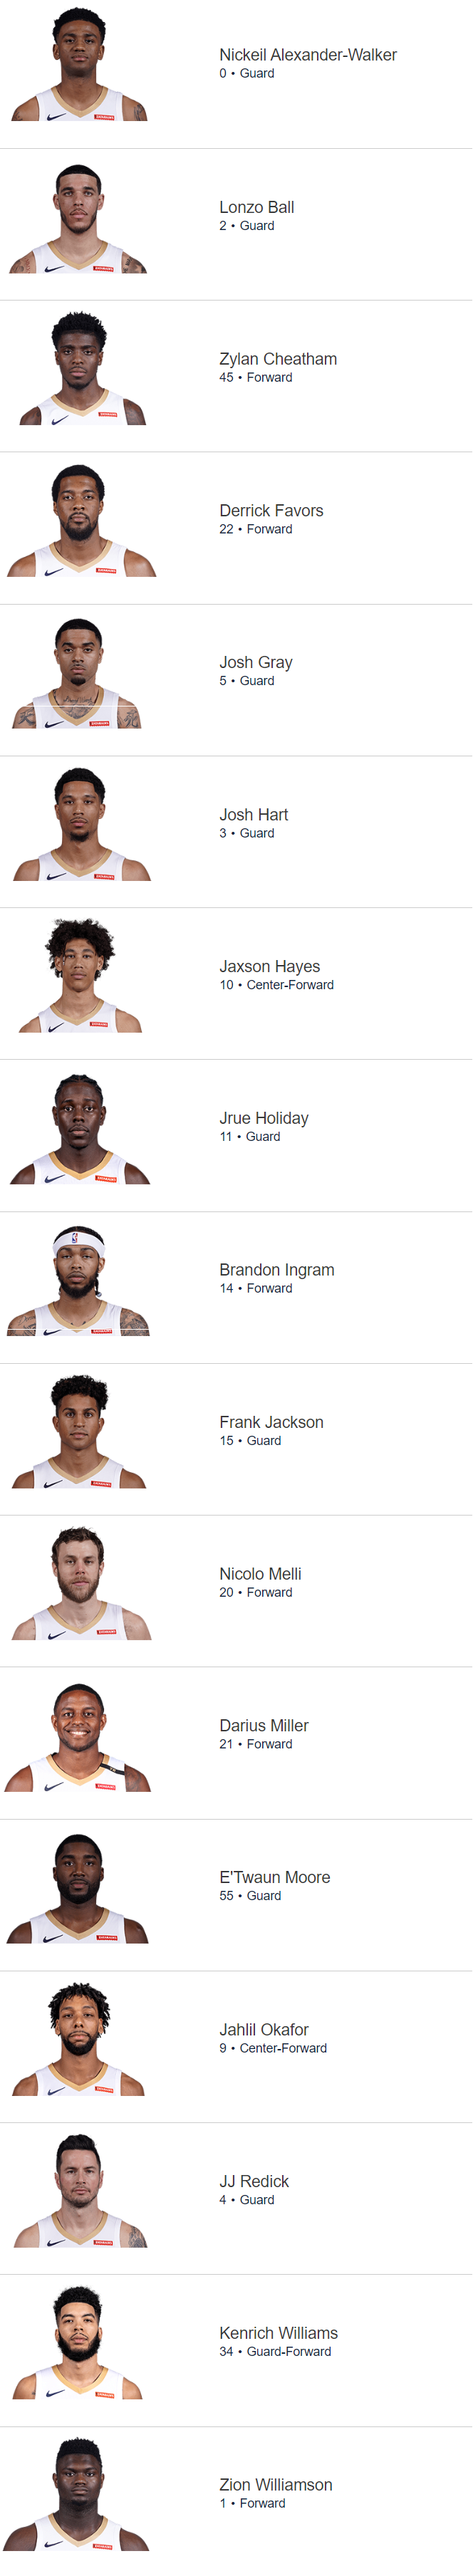 Nickeil Alexander-Walker
0 • Guard
Lonzo Ball
2 • Guard
Zylan Cheatham
45 • Forward
Derrick Favors
22 • Forward
Josh Gray
5 • Guard
Josh Hart
3 • Guard
Jaxson Hayes
10 • Center-Forward
Jrue Holiday
11 • Guard
Brandon Ingram
14 • Forward
Frank Jackson
15 • Guard
Nicolo Melli
20 • Forward
Darius Miller
21 • Forward
E'Twaun Moore
55 • Guard
Jahlil Okafor
9 • Center-Forward
JJ Redick
4 • Guard
Kenrich Williams
34 • Guard-Forward
Zion Williamson
1 • Forward